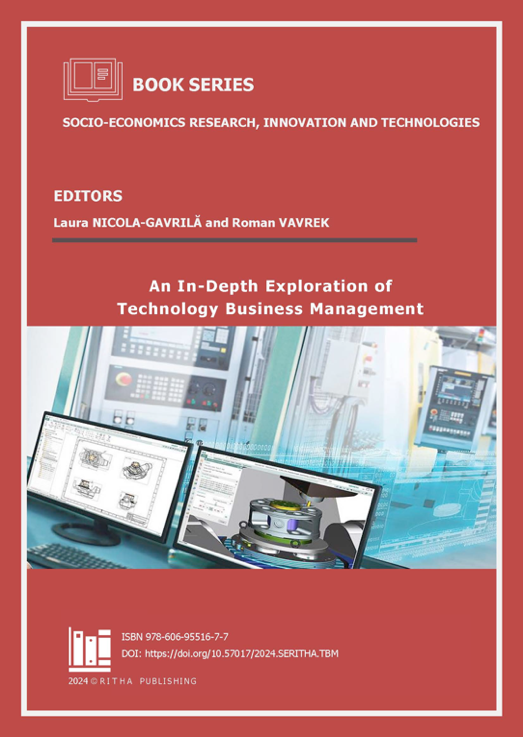 BOOK SERIES
SOCIO-ECONOMICS RESEARCH, INNOVATION AND TECHNOLOGIES
EDITORS
Laura NICOLA-GAVRILĂ and Roman VAVREK
An In-Depth Exploration of
Technology Business Management
ISBN 978-606-95516-7-7
DOI: https://doi.org/10.57017/2024.SERITHA.TBM
2024 © RITHA PUBLISHING